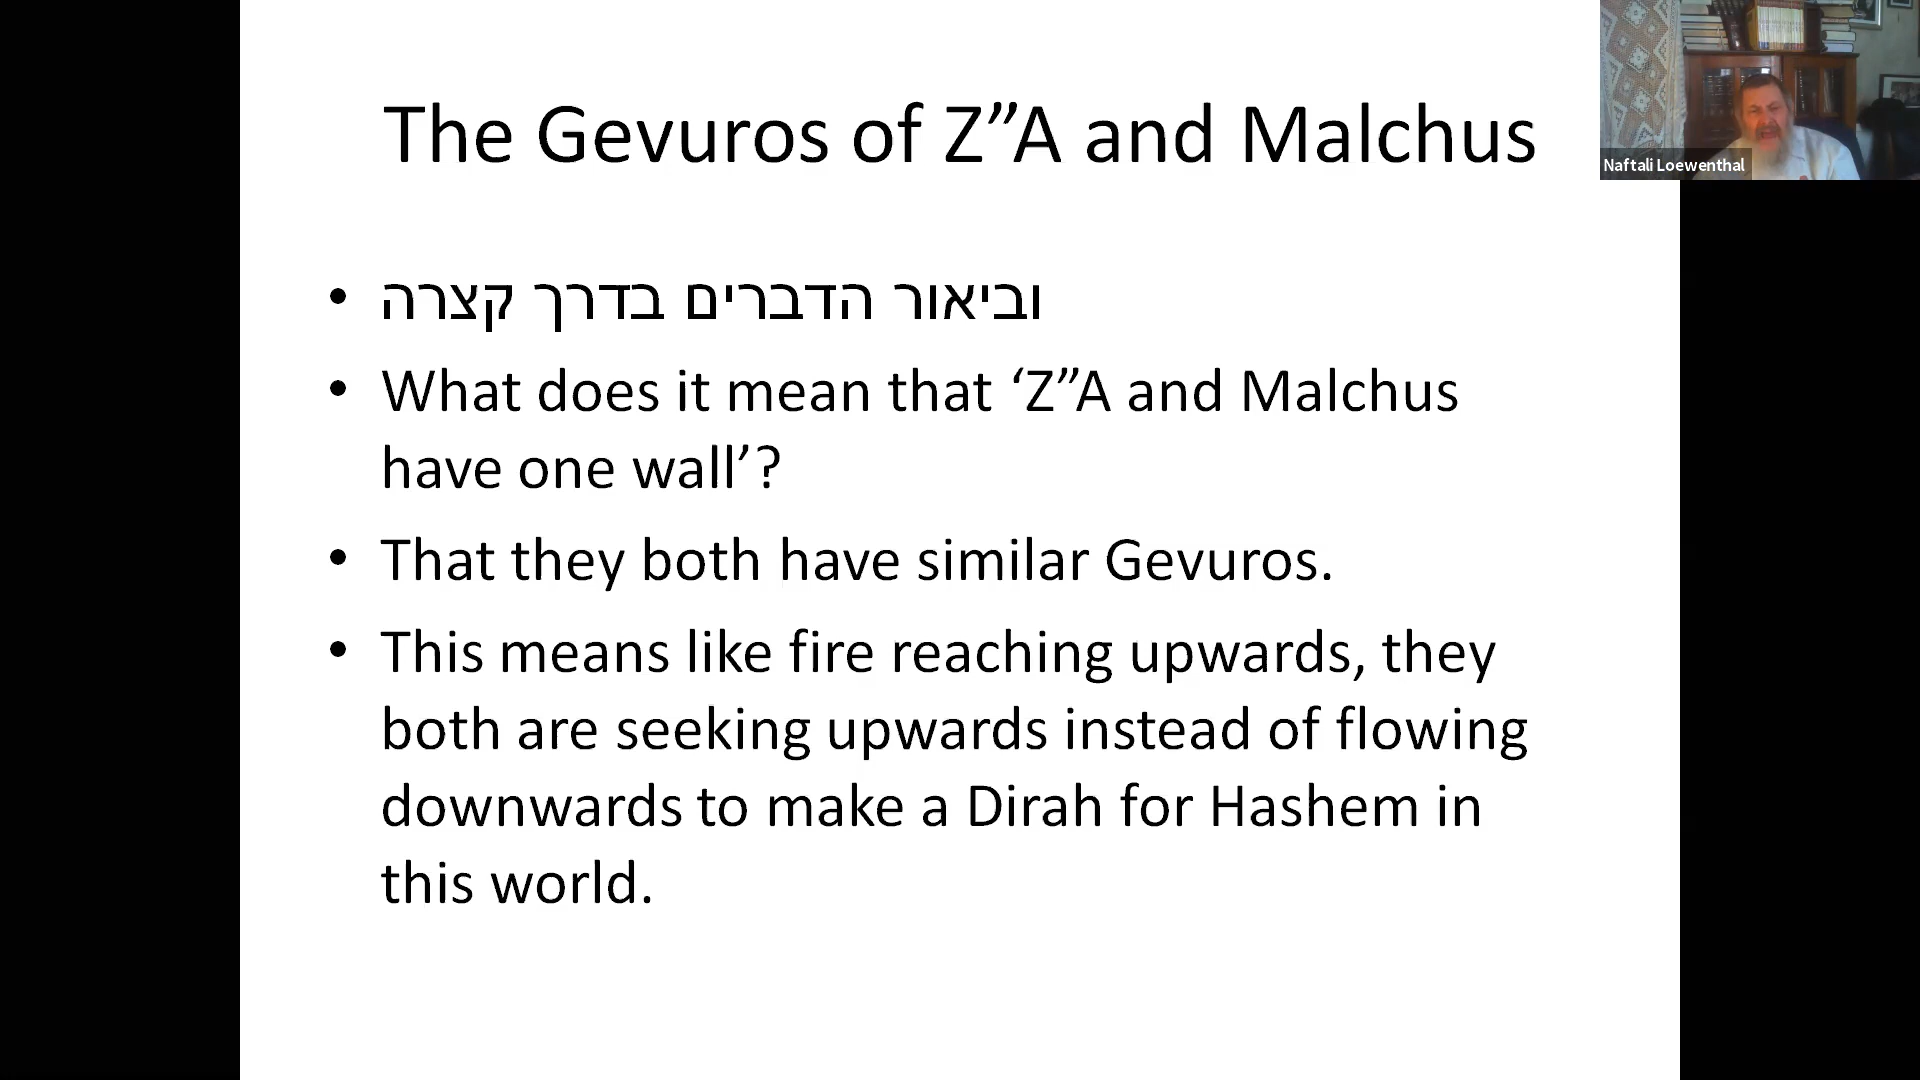 The Gevuros of Z”A and Malchus
Naftali Loewenthal
• וביאור הדברים בדרך קצרה
• What does it mean that ‘Z”A and Malchus
have one wall’?
• That they both have similar Gevuros.
• This means like fire reaching upwards, they
both are seeking upwards instead of flowing
downwards to make a Dirah for Hashem in
this world.